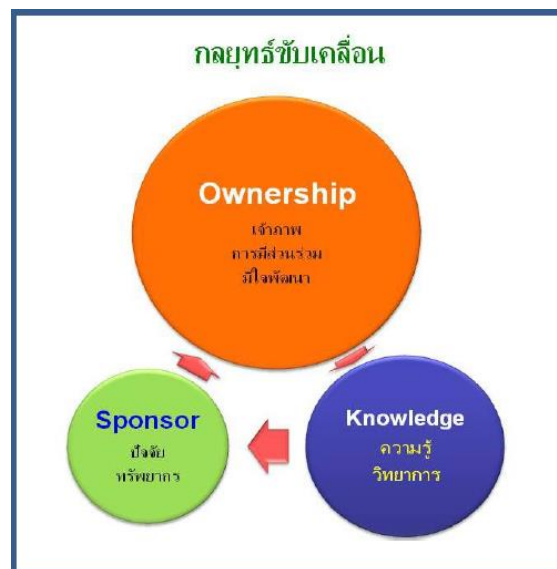 กลยุทธ์ขับเคลื่อน
Ownership
เจ้าภาพ
การมีส่วนร่วม
มีใจพัฒนา
Sponsor
ปัจจัย
ทรัพยากร
Knowledge
ความรู้
วิทยาการ